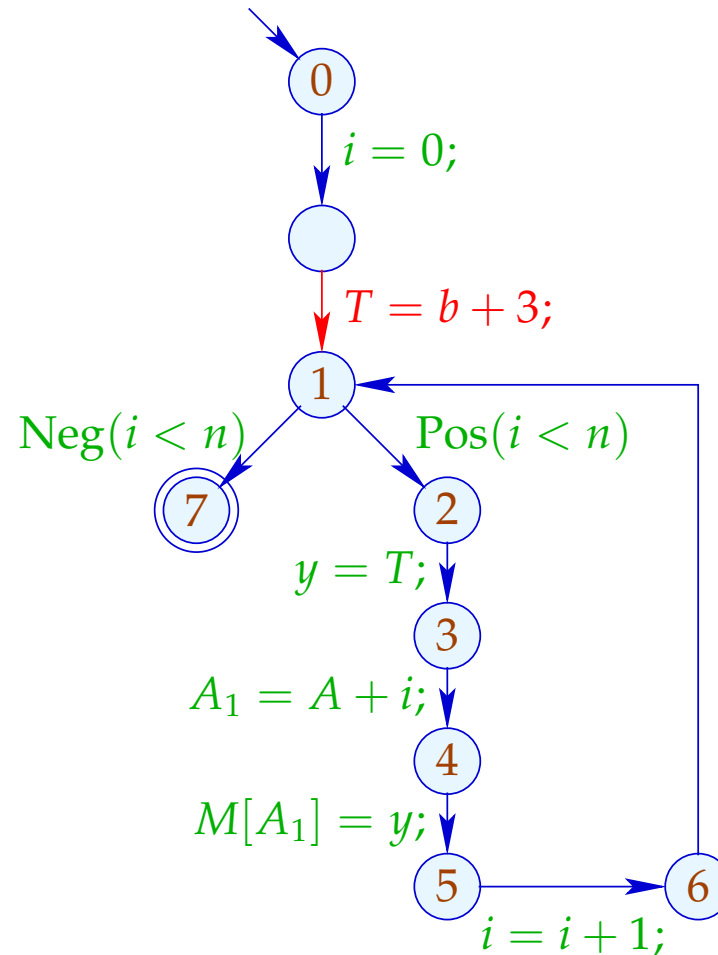 0
i = 0;
T = b + 3;
1
Neg(i < n) Pos(i < n)
7 2
y = T;
3
A₁ = A + i;
4
M[A₁] = y;
5 6
i = i + 1;